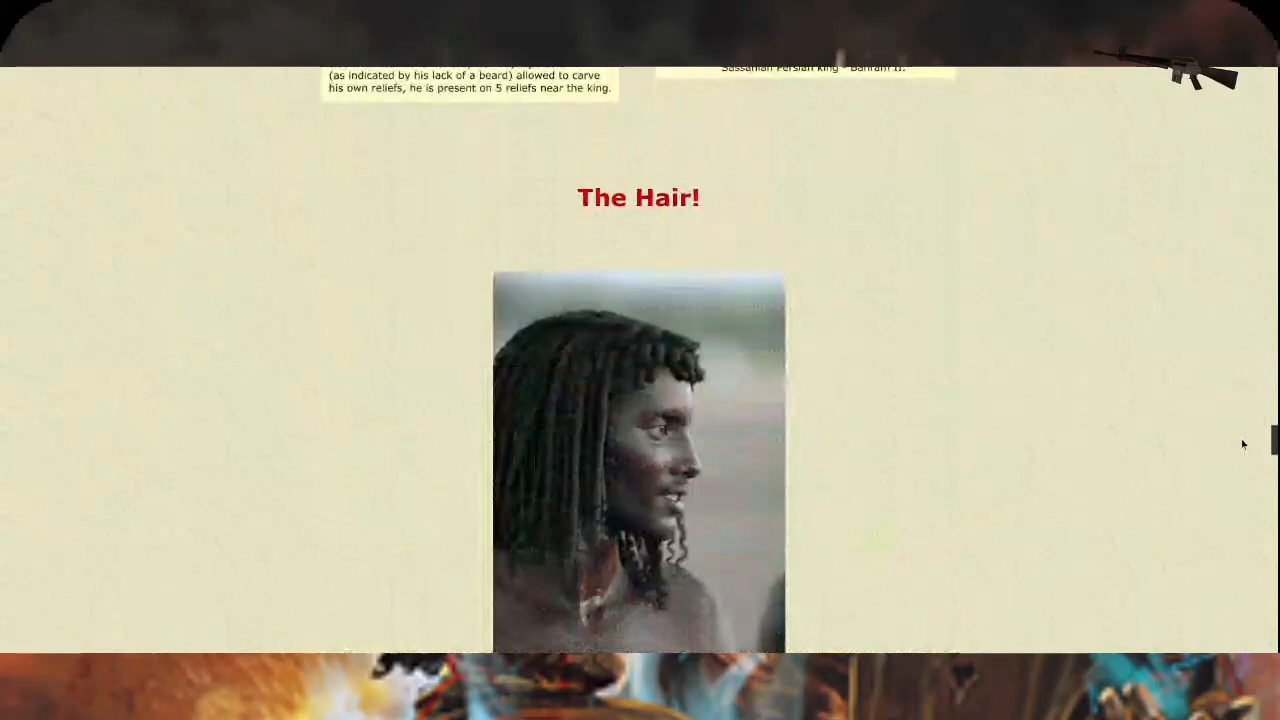 (as indicated by his lack of a beard) allowed to carve
his own reliefs, he is present on 5 reliefs near the king.
Sassanian Persian king - Bahram II.
The Hair!